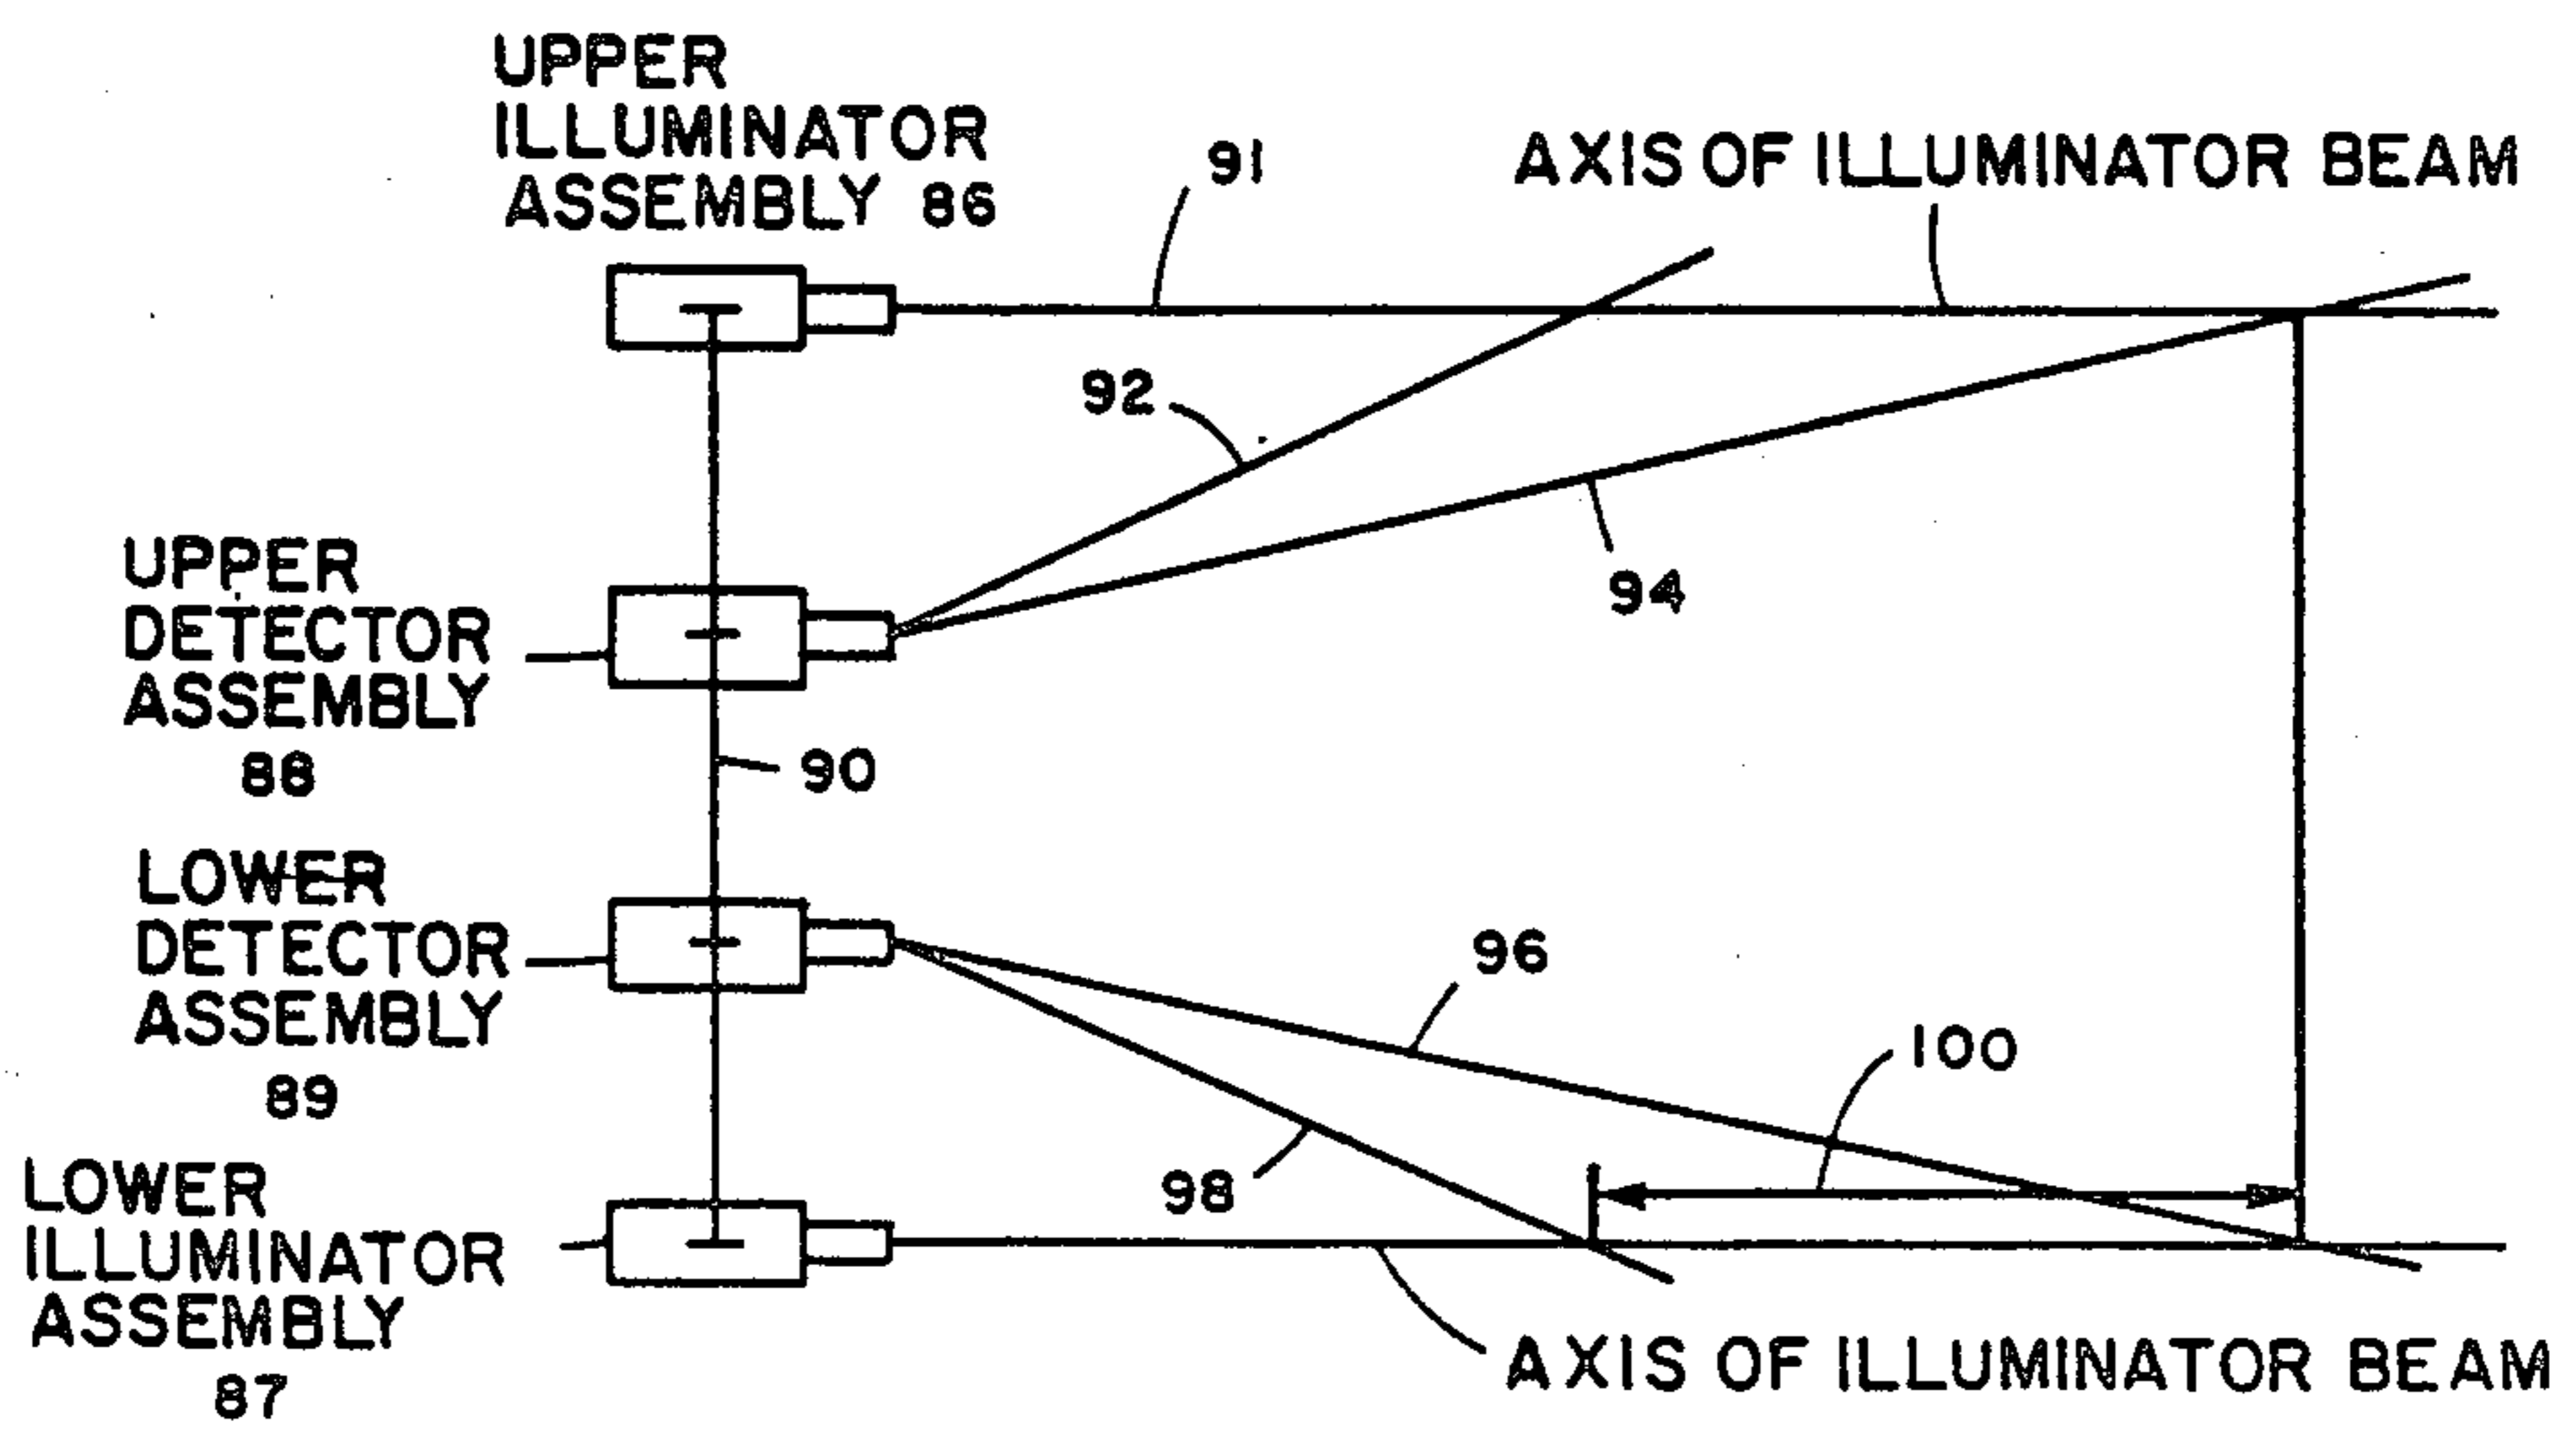 UPPER
ILLUMINATOR
ASSEMBLY 86
91
AXIS OF ILLUMINATOR BEAM
92
94
UPPER
DETECTOR
ASSEMBLY
88
90
LOWER
DETECTOR
ASSEMBLY
89
96
100
98
LOWER
ILLUMINATOR
ASSEMBLY
87
AXIS OF ILLUMINATOR BEAM